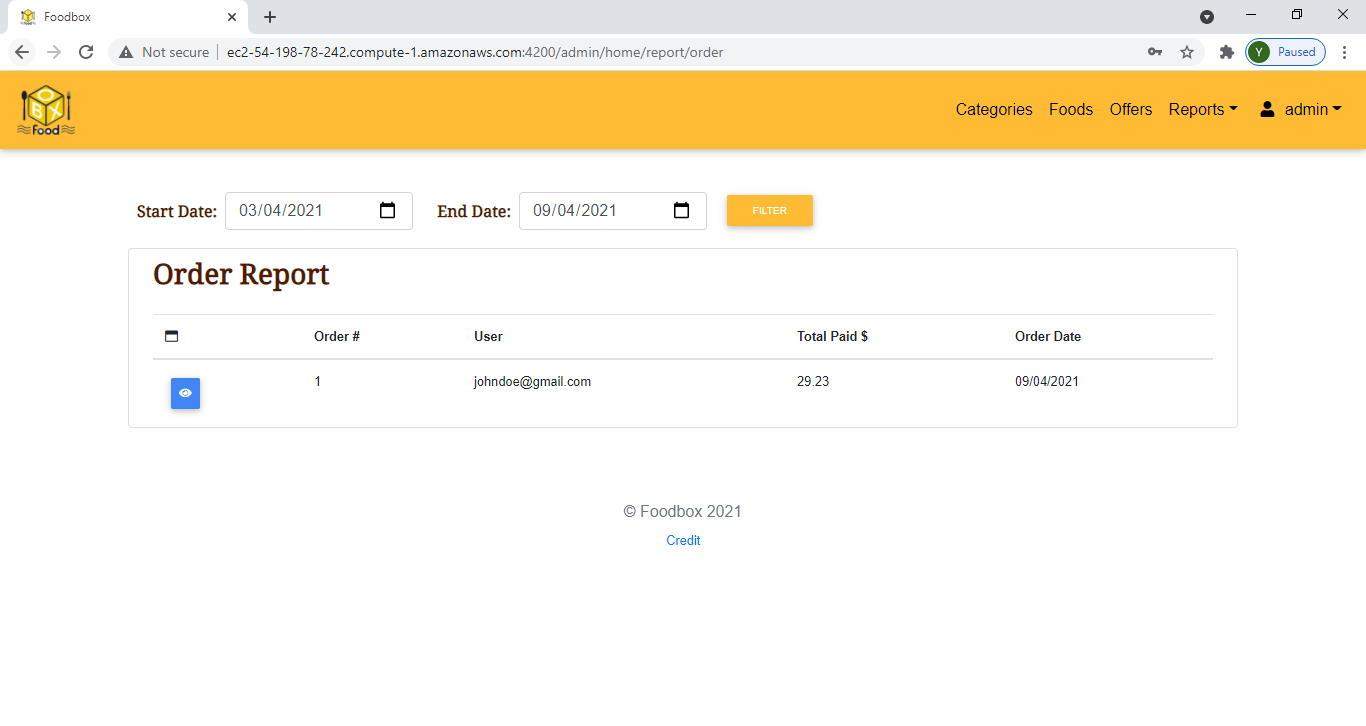 Foodbox
Not secure ec2-54-198-78-242.compute-1.amazonaws.com:4200/admin/home/report/order Y Paused
OBX
Food
Categories Foods Offers Reports admin
Start Date: 03/04/2021 End Date: 09/04/2021 FILTER
Order Report
Order # User Total Paid $ Order Date
1 johndoe@gmail.com 29.23 09/04/2021
© Foodbox 2021
Credit